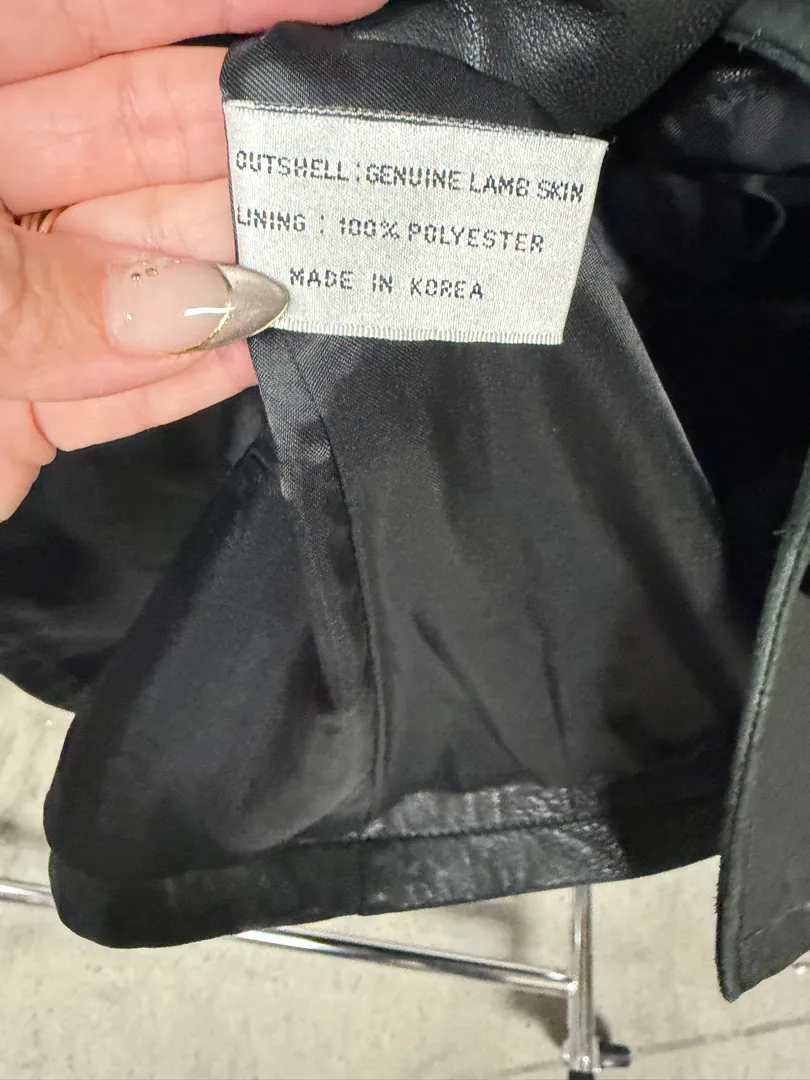 OUTSHELL:GENUINE LAMB SKIN
LINING : 100% POLYESTER
MADE IN KOREA